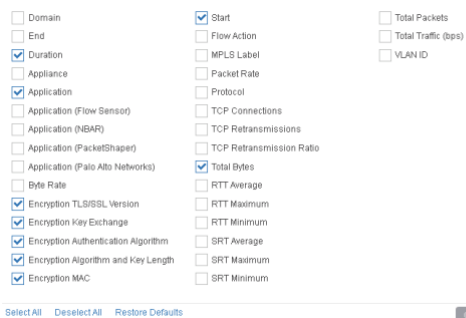 Domain
End
Duration
Appliance
Application
Application (Flow Sensor)
Application (NBAR)
Application (PacketShaper)
Application (Palo Alto Networks)
Byte Rate
Encryption TLS/SSL Version
Encryption Key Exchange
Encryption Authentication Algorithm
Encryption Algorithm and Key Length
Encryption MAC
Start
Flow Action
MPLS Label
Packet Rate
Protocol
TCP Connections
TCP Retransmissions
TCP Retransmission Ratio
Total Bytes
RTT Average
RTT Maximum
RTT Minimum
SRT Average
SRT Maximum
SRT Minimum
Total Packets
Total Traffic (bps)
VLAN ID
Select All Deselect All Restore Defaults